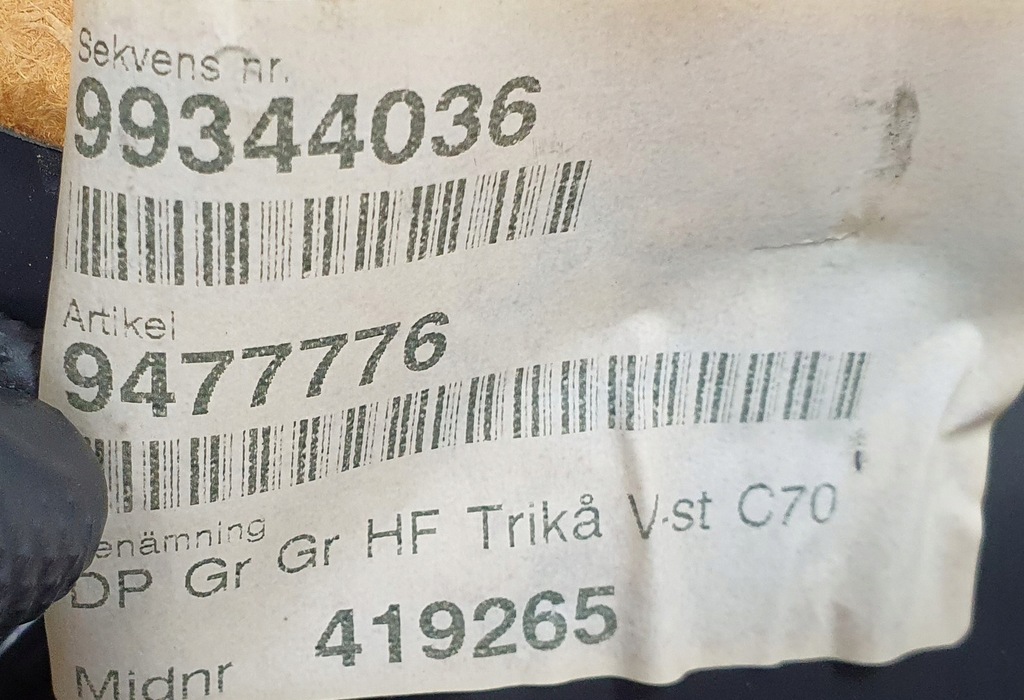 Sekvens nr.
99344036
Artikel
9477776
enämning
DP Gr Gr HF Trikå V-st C70
419265
Midnr